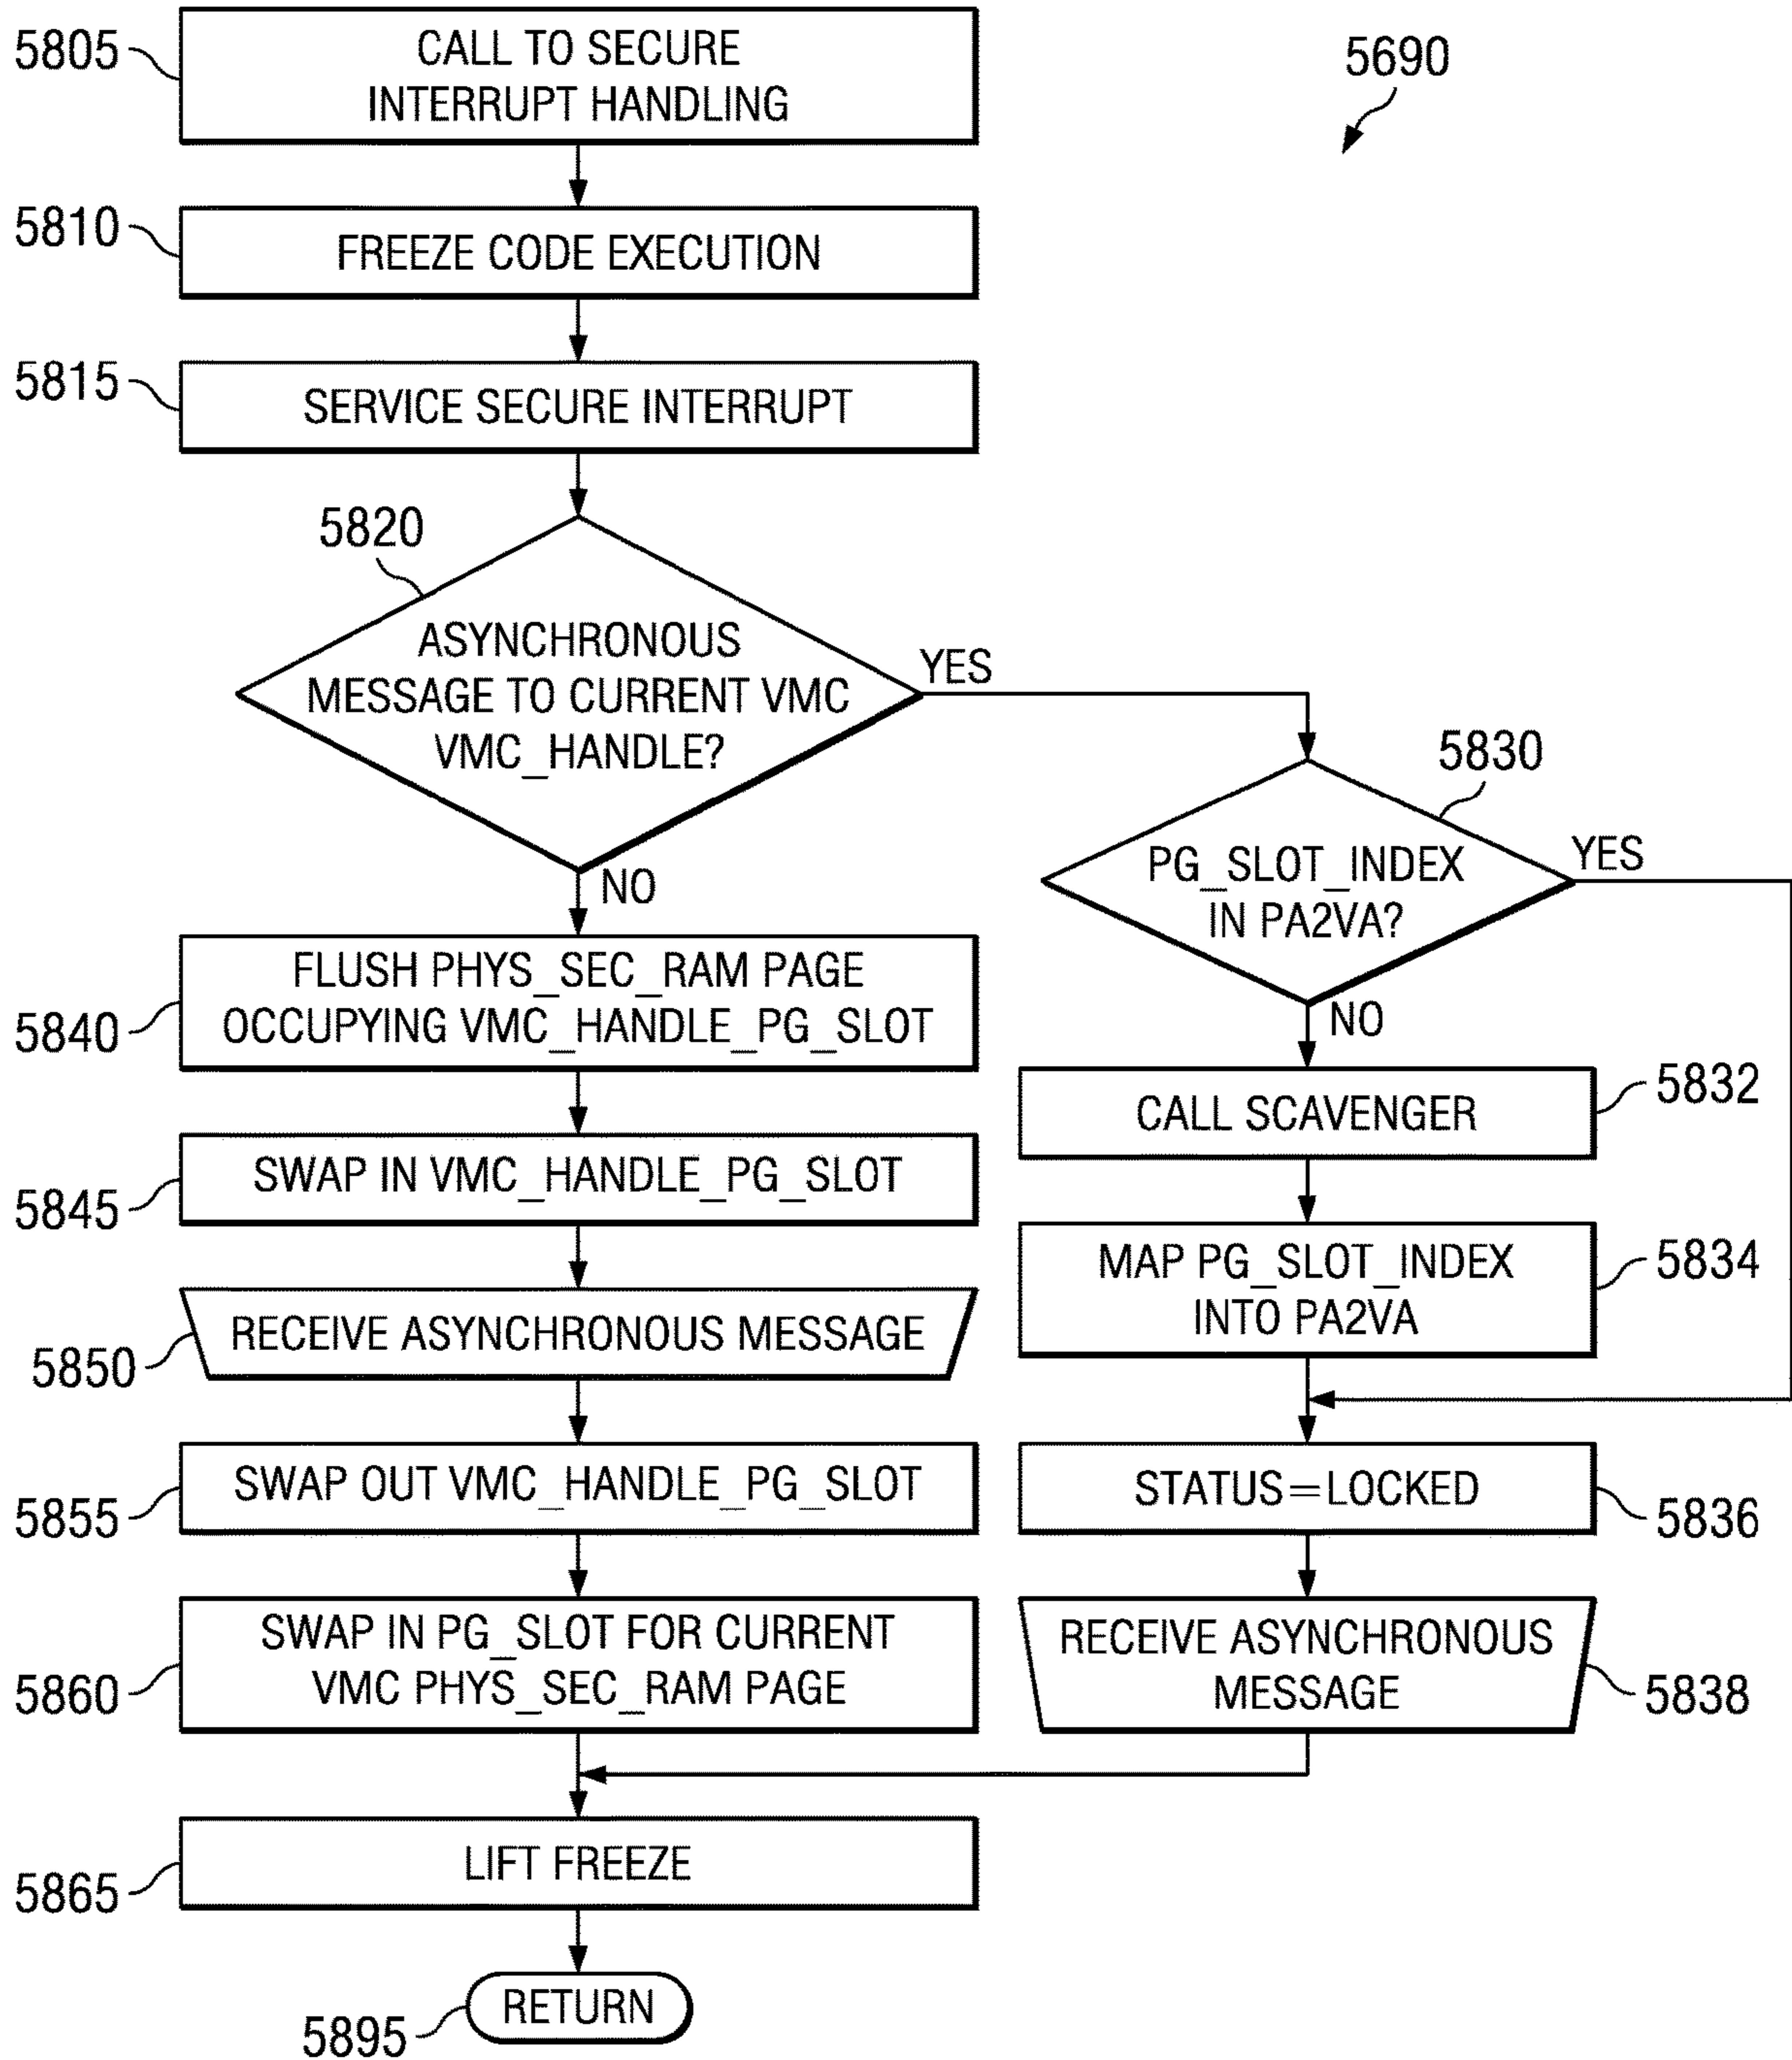 5805
CALL TO SECURE
INTERRUPT HANDLING
5690
5810
FREEZE CODE EXECUTION
5815
SERVICE SECURE INTERRUPT
5820
ASYNCHRONOUS
MESSAGE TO CURRENT VMC
VMC_HANDLE?
YES
NO
5830
PG_SLOT_INDEX
IN PA2VA?
YES
NO
5840
FLUSH PHYS_SEC_RAM PAGE
OCCUPYING VMC_HANDLE_PG_SLOT
CALL SCAVENGER
5832
5845
SWAP IN VMC_HANDLE_PG_SLOT
MAP PG_SLOT_INDEX
INTO PA2VA
5834
5850
RECEIVE ASYNCHRONOUS MESSAGE
5855
SWAP OUT VMC_HANDLE_PG_SLOT
STATUS=LOCKED
5836
5860
SWAP IN PG_SLOT FOR CURRENT
VMC PHYS_SEC_RAM PAGE
RECEIVE ASYNCHRONOUS
MESSAGE
5838
5865
LIFT FREEZE
5895
RETURN